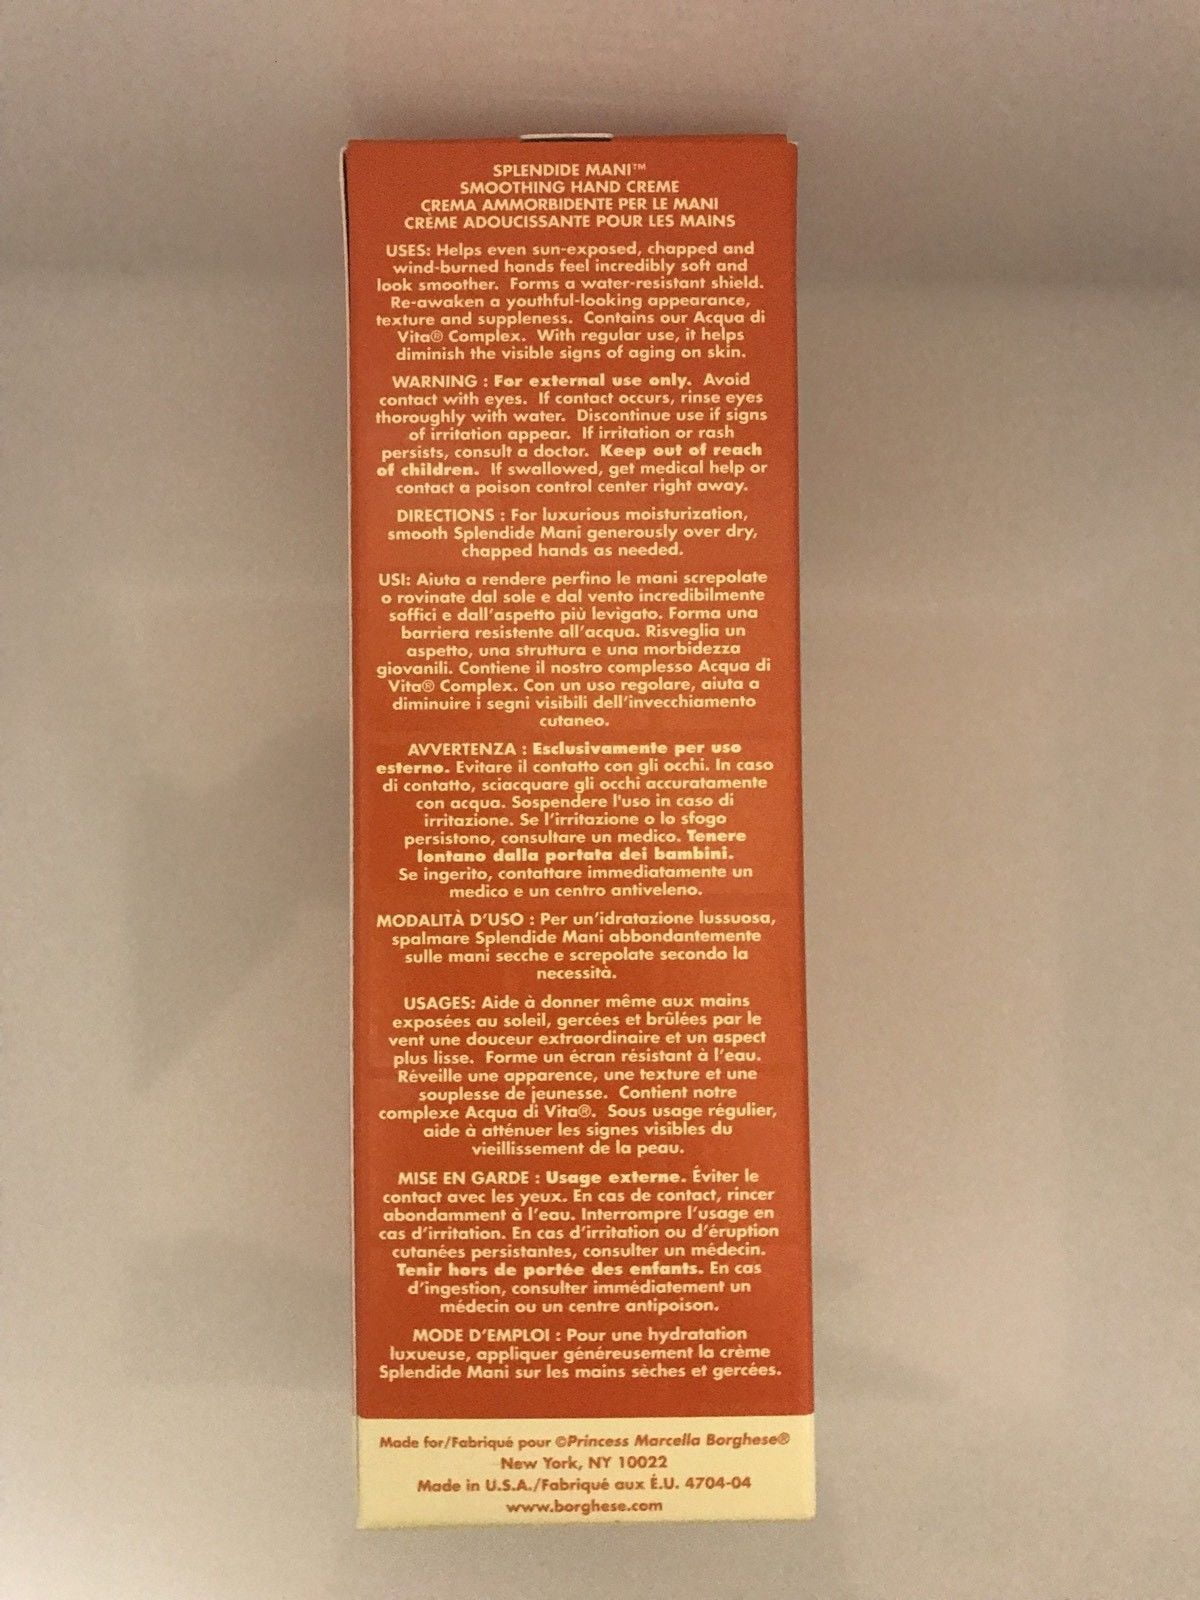 SPLENDIDE MANI™
SMOOTHING HAND CREME
CREMA AMMORBIDENTE PER LE MANI
CRÈME ADOUCISSANTE POUR LES MAINS
USES: Helps even sun-exposed, chapped and
wind-burned hands feel incredibly soft and
look smoother. Forms a water-resistant shield.
Re-awaken a youthful-looking appearance,
texture and suppleness. Contains our Acqua di
Vita® Complex. With regular use, it helps
diminish the visible signs of aging on skin.
WARNING : For external use only. Avoid
contact with eyes. If contact occurs, rinse eyes
thoroughly with water. Discontinue use if signs
of irritation appear. If irritation or rash
persists, consult a doctor. Keep out of reach
of children. If swallowed, get medical help or
contact a poison control center right away.
DIRECTIONS : For luxurious moisturization,
smooth Splendide Mani generously over dry,
chapped hands as needed.
USI: Aiuta a rendere perfino le mani screpolate
o rovinate dal sole e dal vento incredibilmente
soffici e dall'aspetto più levigato. Forma una
barriera resistente all'acqua. Risveglia un
aspetto, una struttura e una morbidezza
giovanili. Contiene il nostro complesso Acqua di
Vita® Complex. Con un uso regolare, aiuta a
diminuire i segni visibili dell'invecchiamento
cutaneo.
AVVERTENZA : Esclusivamente per uso
esterno. Evitare il contatto con gli occhi. In caso
di contatto, sciacquare gli occhi accuratamente
con acqua. Sospendere l'uso in caso di
irritazione. Se l'irritazione o lo sfogo
persistono, consultare un medico. Tenere
lontano dalla portata dei bambini.
Se ingerito, contattare immediatamente un
medico e un centro antiveleno.
MODALITÀ D'USO : Per un'idratazione lussuosa,
spalmare Splendide Mani abbondantemente
sulle mani secche e screpolate secondo la
necessità.
USAGES: Aide à donner même aux mains
exposées au soleil, gercées et brûlées par le
vent une douceur extraordinaire et un aspect
plus lisse. Forme un écran résistant à l'eau.
Réveille une apparence, une texture et une
souplesse de jeunesse. Contient notre
complexe Acqua di Vita®. Sous usage régulier,
aide à atténuer les signes visibles du
vieillissement de la peau.
MISE EN GARDE : Usage externe. Éviter le
contact avec les yeux. En cas de contact, rincer
abondamment à l'eau. Interrompre l'usage en
cas d'irritation. En cas d'irritation ou d'éruption
cutanées persistantes, consulter un médecin.
Tenir hors de portée des enfants. En cas
d'ingestion, consulter immédiatement un
médecin ou un centre antipoison.
MODE D'EMPLOI : Pour une hydratation
luxueuse, appliquer généreusement la crème
Splendide Mani sur les mains sèches et gercées.
Made for/Fabriqué pour ©Princess Marcella Borghese®
New York, NY 10022
Made in U.S.A./Fabriqué aux É.U. 4704-04
www.borghese.com